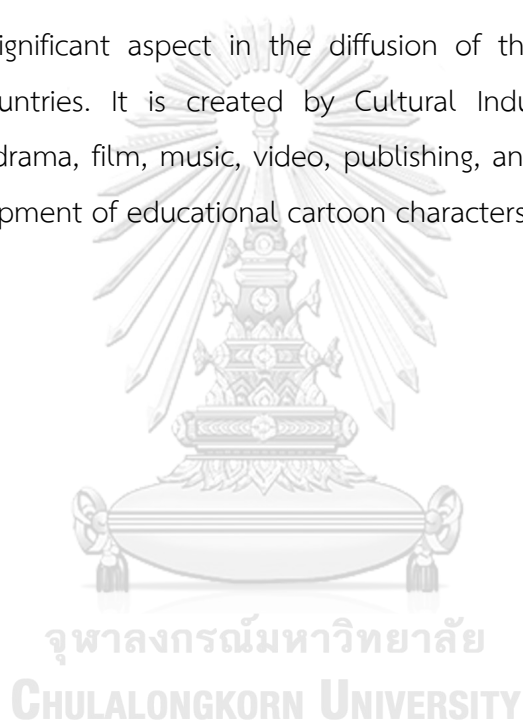 ignificant aspect in the diffusion of th
untries. It is created by Cultural Indu
drama, film, music, video, publishing, an
pment of educational cartoon characters
จุฬาลงกรณ์มหาวิทยาลัย
CHULALONGKORN UNIVERSITY